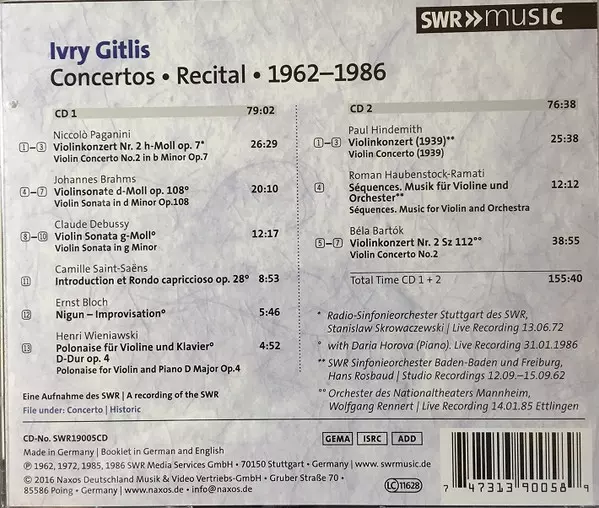 SWR>>music
Ivry Gitlis
Concertos • Recital • 1962–1986
CD 1 79:02
Niccolò Paganini
1–3 Violinkonzert Nr. 2 h-Moll op. 7* 26:29
Violin Concerto No.2 in b Minor Op.7
Johannes Brahms
4–7 Violinsonate d-Moll op. 108° 20:10
Violin Sonata in d Minor Op.108
Claude Debussy
8–10 Violin Sonata g-Moll° 12:17
Violin Sonata in g Minor
Camille Saint-Saëns
11 Introduction et Rondo capriccioso op. 28° 8:53
Ernst Bloch
12 Nigun – Improvisation° 5:46
Henri Wieniawski
13 Polonaise für Violine und Klavier° 4:52
D-Dur op. 4
Polonaise for Violin and Piano D Major Op.4
Eine Aufnahme des SWR | A recording of the SWR
File under: Concerto | Historic
CD 2 76:38
Paul Hindemith
1–3 Violinkonzert (1939)** 25:38
Violin Concerto (1939)
Roman Haubenstock-Ramati
4 Séquences. Musik für Violine und 12:12
Orchester**
Séquences. Music for Violin and Orchestra
Béla Bartók
5–7 Violinkonzert Nr. 2 Sz 112°° 38:55
Violin Concerto No.2
Total Time CD 1 + 2 155:40
* Radio-Sinfonieorchester Stuttgart des SWR,
Stanislaw Skrowaczewski | Live Recording 13.06.72
° with Daria Horova (Piano). Live Recording 31.01.1986
** SWR Sinfonieorchester Baden-Baden und Freiburg,
Hans Rosbaud | Studio Recordings 12.09.–15.09.62
°° Orchester des Nationaltheaters Mannheim,
Wolfgang Rennert | Live Recording 14.01.85 Ettlingen
CD-No. SWR19005CD
Made in Germany | Booklet in German and English
℗ 1962, 1972, 1985, 1986 SWR Media Services GmbH • 70150 Stuttgart • Germany • www.swrmusic.de
© 2016 Naxos Deutschland Musik & Video Vertriebs-GmbH • Gruber Straße 70 •
85586 Poing • Germany • www.naxos.de • info@naxos.de
GEMA ISRC ADD
LC 11628
7 47313 90058 9